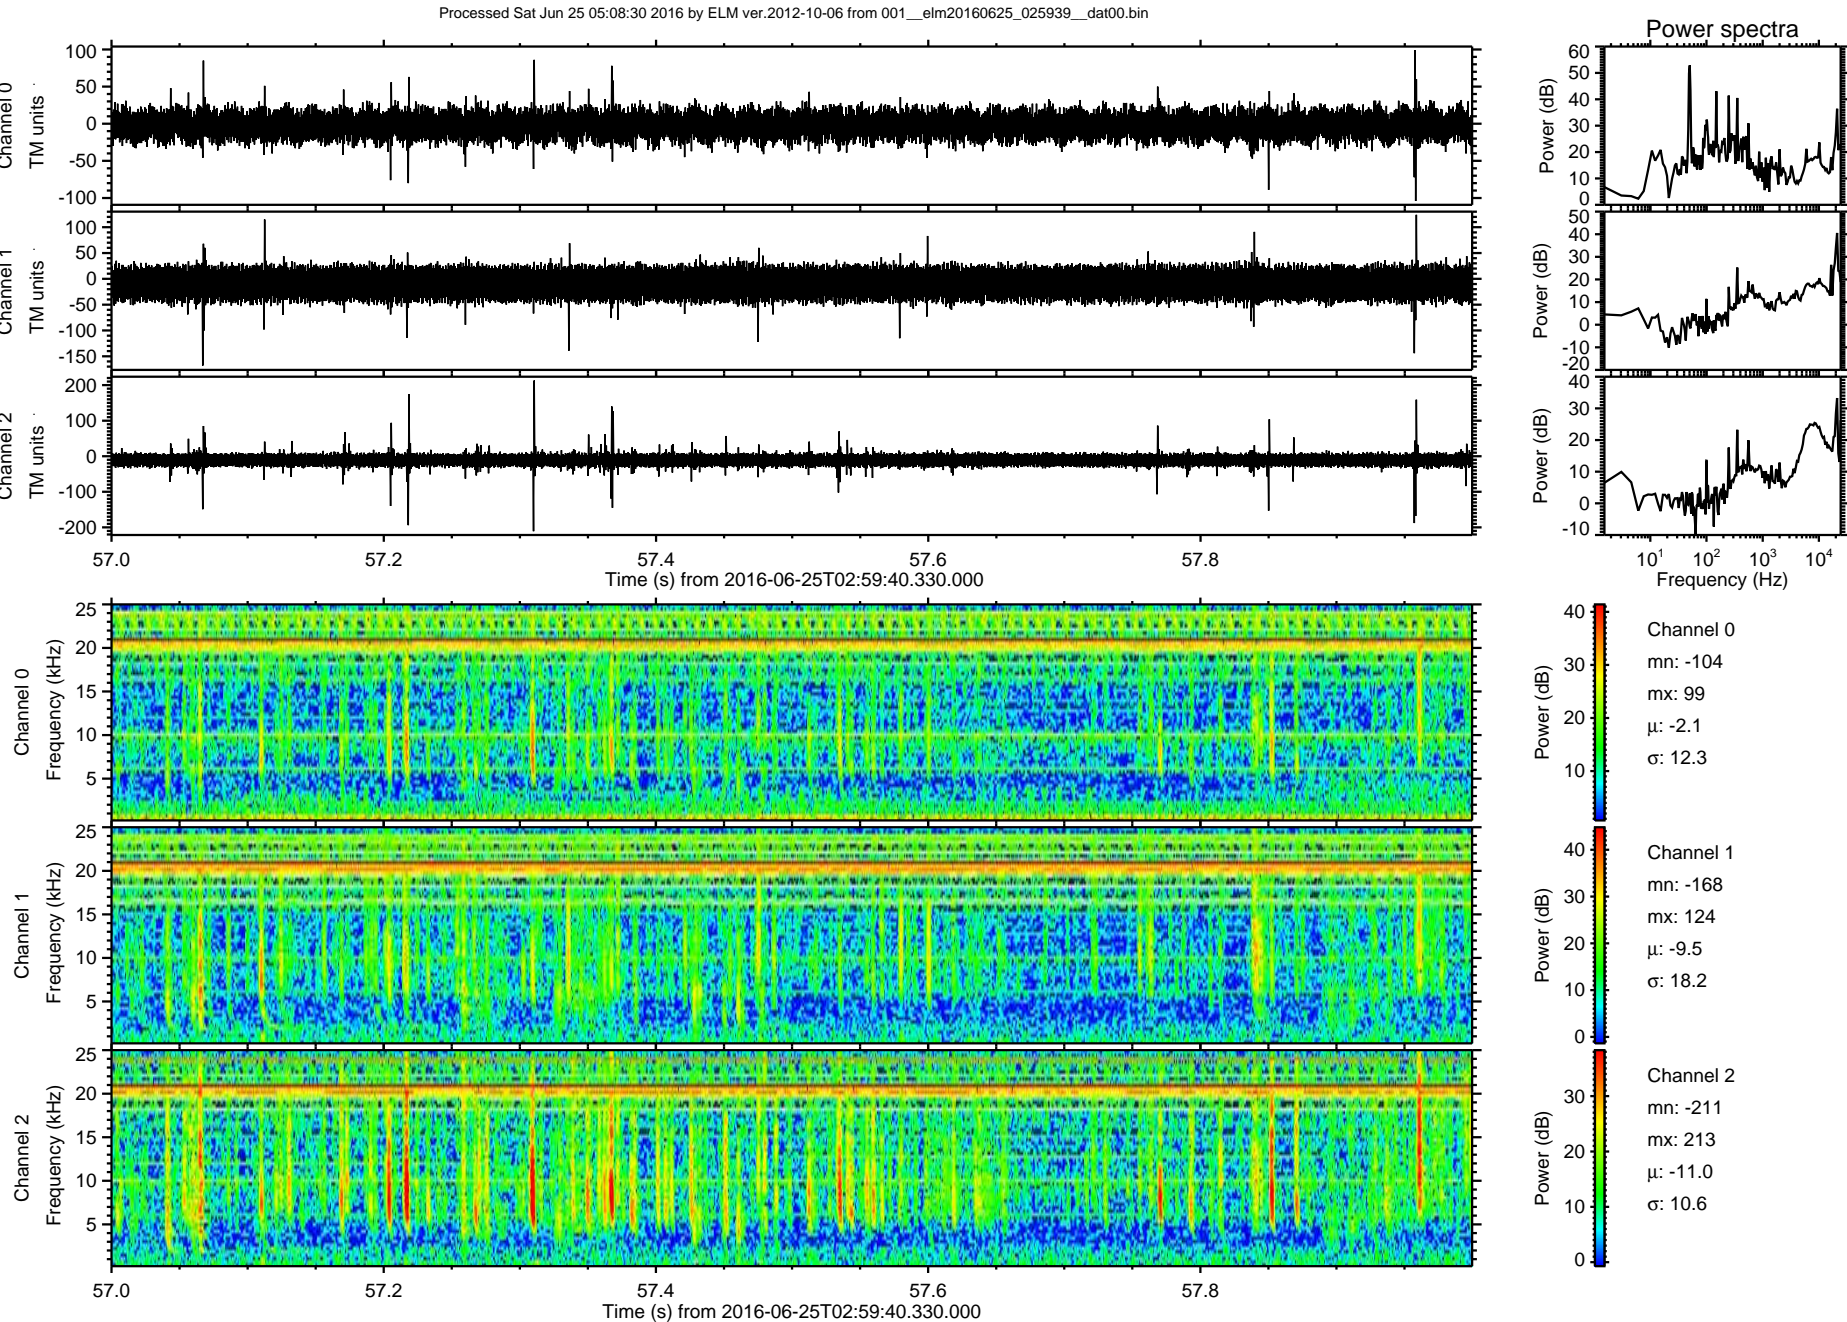 Processed Sat Jun 25 05:08:30 2016 by ELM ver.2012-10-06 from 001__elm20160625_025939__dat00.bin
Power spectra
Channel 0
TM units
100
50
0
-50
-100
Power (dB)
60
50
40
30
20
10
0
Channel 1
TM units
100
50
0
-50
-100
-150
Power (dB)
50
40
30
20
10
0
-10
-20
Channel 2
TM units
200
100
0
-100
-200
Power (dB)
40
30
20
10
0
-10
57.0 57.2 57.4 57.6 57.8
Time (s) from 2016-06-25T02:59:40.330.000
10^1 10^2 10^3 10^4
Frequency (Hz)
Channel 0
Frequency (kHz)
25
20
15
10
5
Power (dB)
40
30
20
10
Channel 0
mn: -104
mx: 99
μ: -2.1
σ: 12.3
Channel 1
Frequency (kHz)
25
20
15
10
5
Power (dB)
40
30
20
10
0
Channel 1
mn: -168
mx: 124
μ: -9.5
σ: 18.2
Channel 2
Frequency (kHz)
25
20
15
10
5
Power (dB)
30
20
10
0
Channel 2
mn: -211
mx: 213
μ: -11.0
σ: 10.6
57.0 57.2 57.4 57.6 57.8
Time (s) from 2016-06-25T02:59:40.330.000